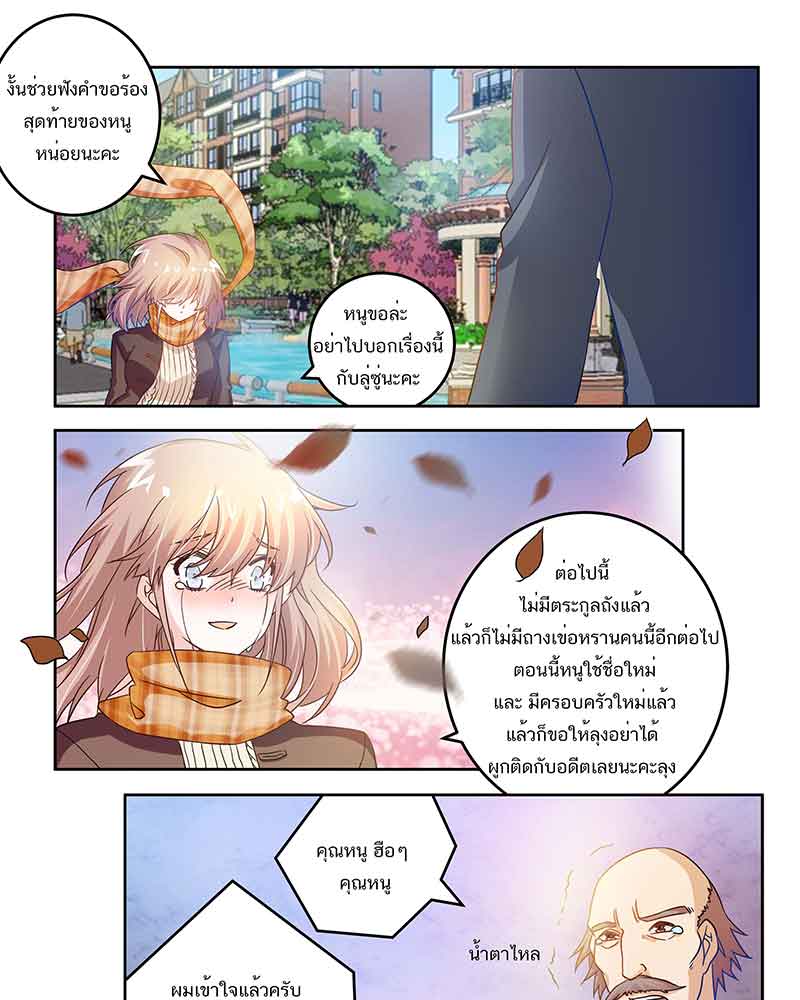 งั้นช่วยฟังคำขอร้อง
สุดท้ายของหนู
หน่อยนะคะ
หนูขอล่ะ
อย่าไปบอกเรื่องนี้
กับลู่ซู่นะคะ
ต่อไปนี้
ไม่มีตระกูลถังแล้ว
แล้วก็ไม่มีถางเข่อหรานคนนี้อีกต่อไป
ตอนนี้หนูใช้ชื่อใหม่
และ มีครอบครัวใหม่แล้ว
แล้วก็ขอให้ลุงอย่าได้
ผูกติดกับอดีตเลยนะคะลุง
คุณหนู ฮือๆ
คุณหนู
น้ำตาไหล
ผมเข้าใจแล้วครับ